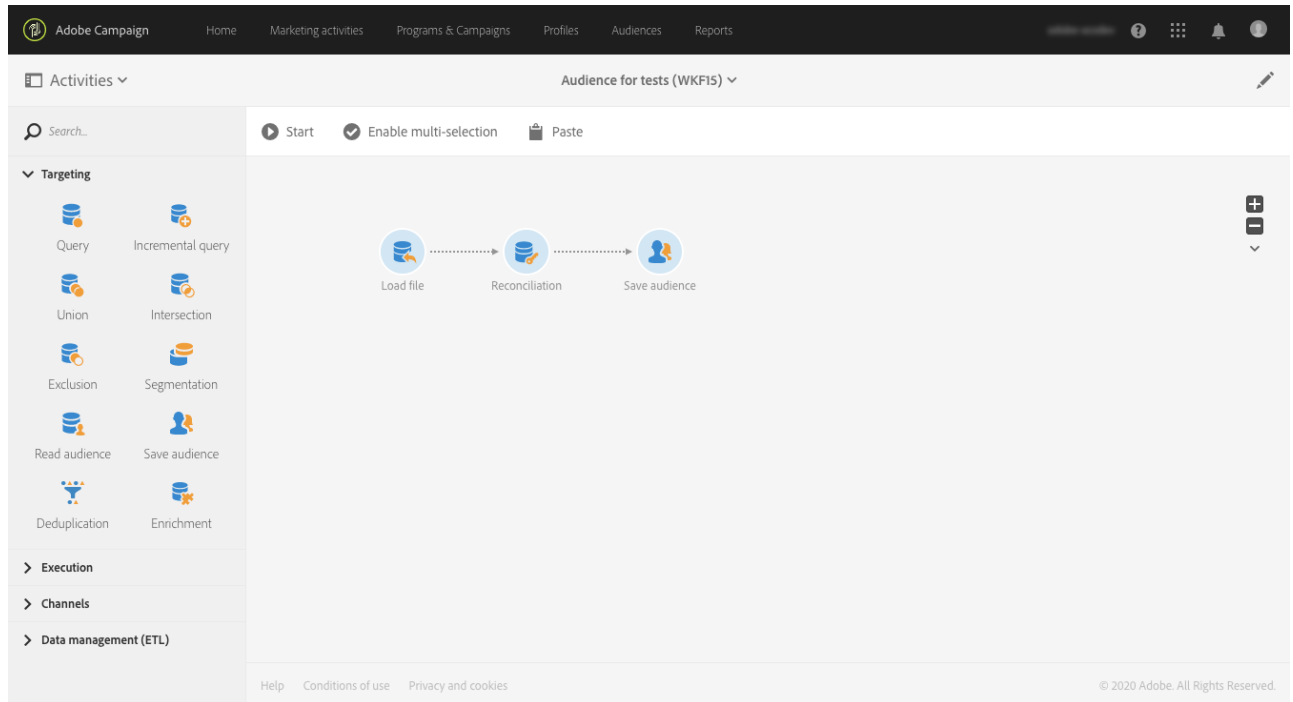 Adobe Campaign Home Marketing activities Programs & Campaigns Profiles Audiences Reports
Activities Audience for tests (WKF15)
Search...
Start Enable multi-selection Paste
Targeting
Query Incremental query
Union Intersection
Exclusion Segmentation
Read audience Save audience
Deduplication Enrichment
Execution
Channels
Data management (ETL)
Load file Reconciliation Save audience
Help Conditions of use Privacy and cookies © 2020 Adobe. All Rights Reserved.